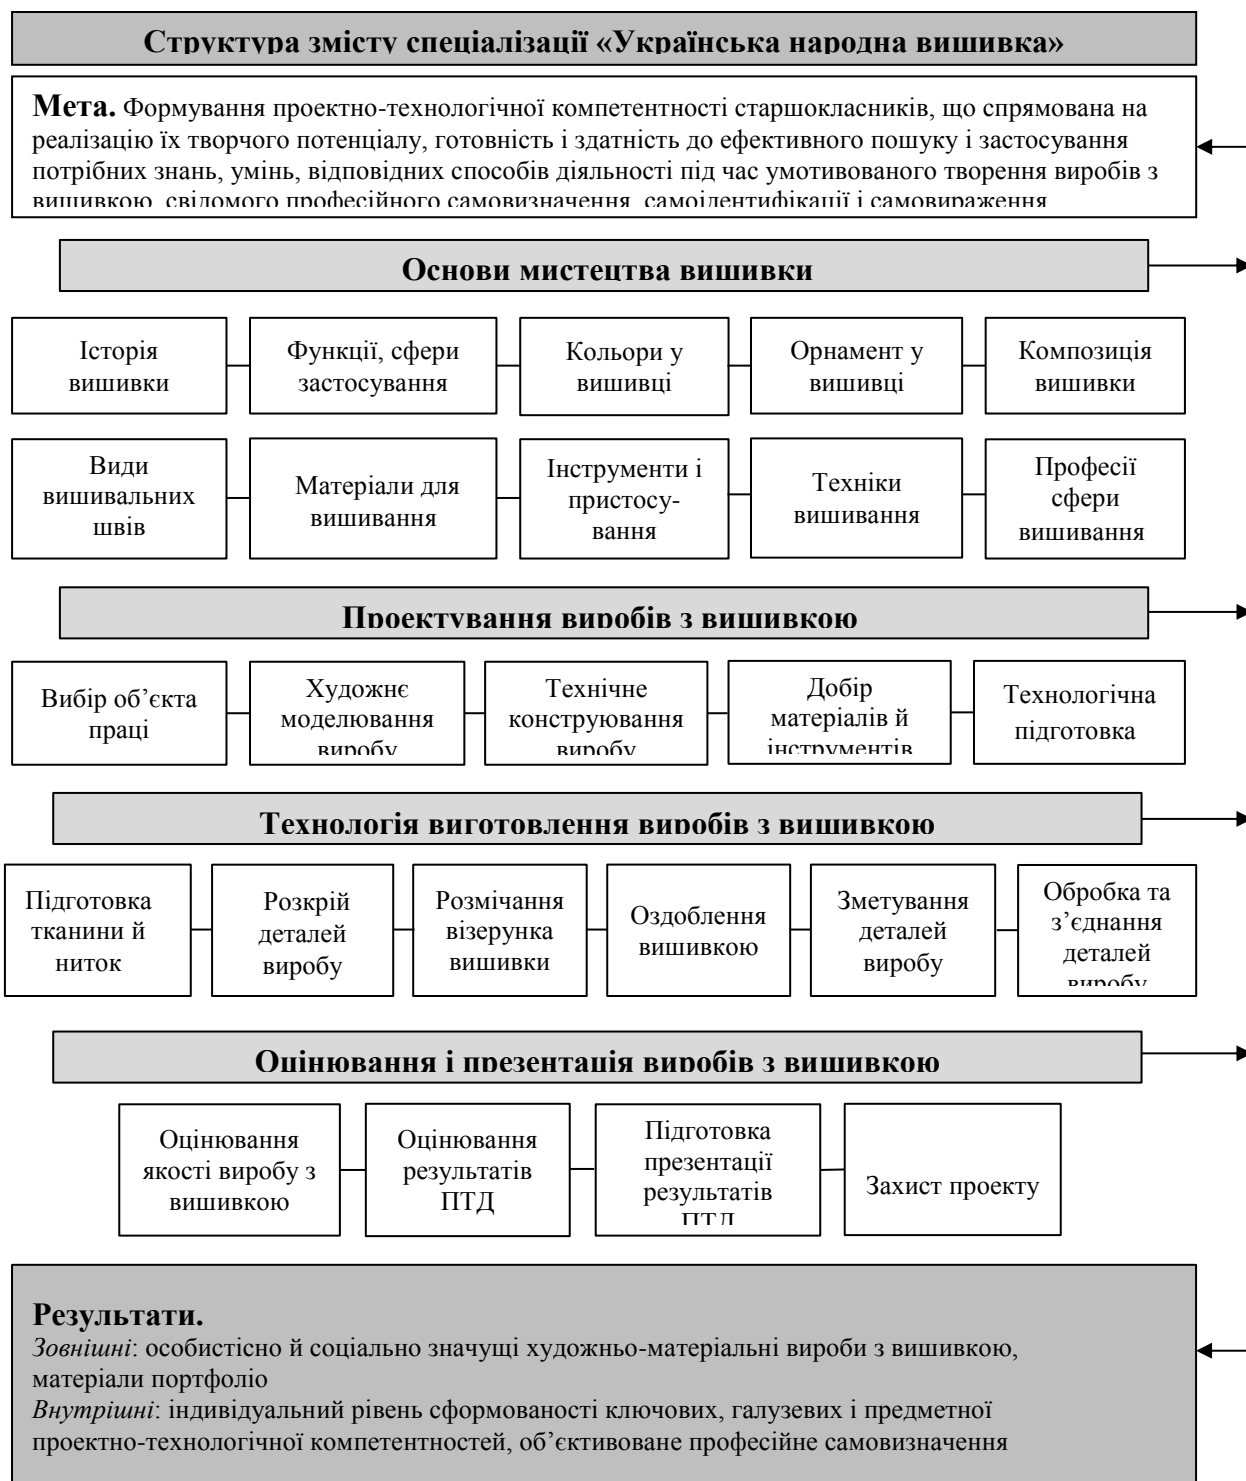 Структура змісту спеціалізації «Українська народна вишивка»
Мета. Формування проектно-технологічної компетентності старшокласників, що спрямована на
реалізацію їх творчого потенціалу, готовність і здатність до ефективного пошуку і застосування
потрібних знань, умінь, відповідних способів діяльності під час умотивованого творення виробів з
вишивкою, свідомого професійного самовизначення, самоідентифікації і самовираження
Основи мистецтва вишивки
Історія
вишивки
Функції, сфери
застосування
Кольори у
вишивці
Орнамент у
вишивці
Композиція
вишивки
Види
вишивальних
швів
Матеріали для
вишивання
Інструменти і
пристосу-
вання
Техніки
вишивання
Професії
сфери
вишивання
Проектування виробів з вишивкою
Вибір об’єкта
праці
Художнє
моделювання
виробу
Технічне
конструювання
виробу
Добір
матеріалів й
інструментів
Технологічна
підготовка
Технологія виготовлення виробів з вишивкою
Підготовка
тканини й
ниток
Розкрій
деталей
виробу
Розмічання
візерунка
вишивки
Оздоблення
вишивкою
Зметування
деталей
виробу
Обробка та
з’єднання
деталей
виробу
Оцінювання і презентація виробів з вишивкою
Оцінювання
якості виробу з
вишивкою
Оцінювання
результатів
ПТД
Підготовка
презентації
результатів
ПТД
Захист проекту
Результати.
Зовнішні: особистісно й соціально значущі художньо-матеріальні вироби з вишивкою,
матеріали портфоліо
Внутрішні: індивідуальний рівень сформованості ключових, галузевих і предметної
проектно-технологічної компетентностей, об’єктивоване професійне самовизначення